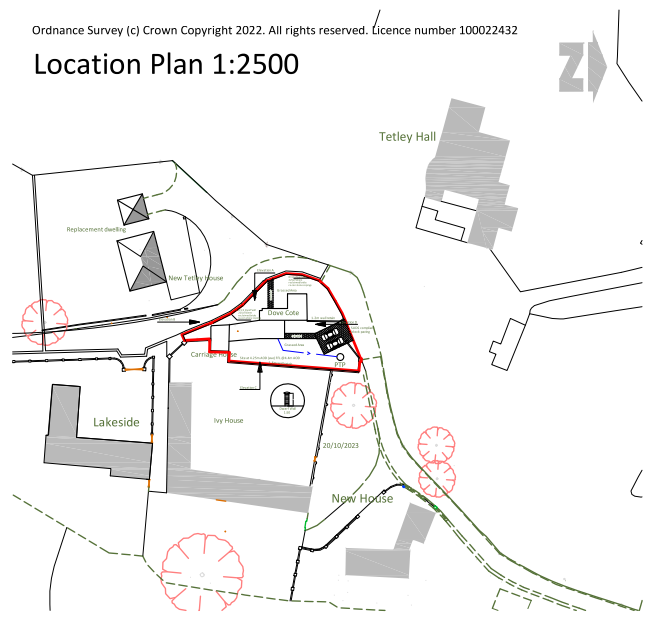 Ordnance Survey (c) Crown Copyright 2022. All rights reserved. Licence number 100022432
Location Plan 1:2500
Z
Tetley Hall
Replacement dwelling
New Tetley House
Dove Cote
Carriage House
PTP
Lakeside
Ivy House
20/10/2023
New House